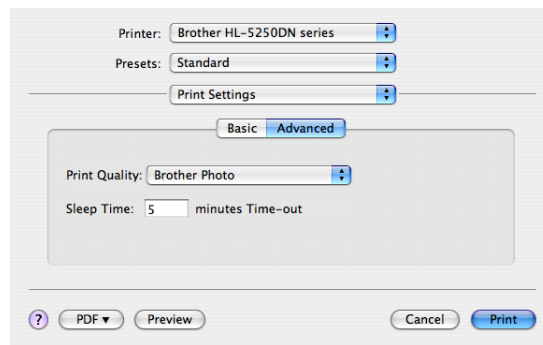 Printer: Brother HL-5250DN series
Presets: Standard
Print Settings
Basic Advanced
Print Quality: Brother Photo
Sleep Time: 5 minutes Time-out
? PDF ▼ Preview Cancel Print